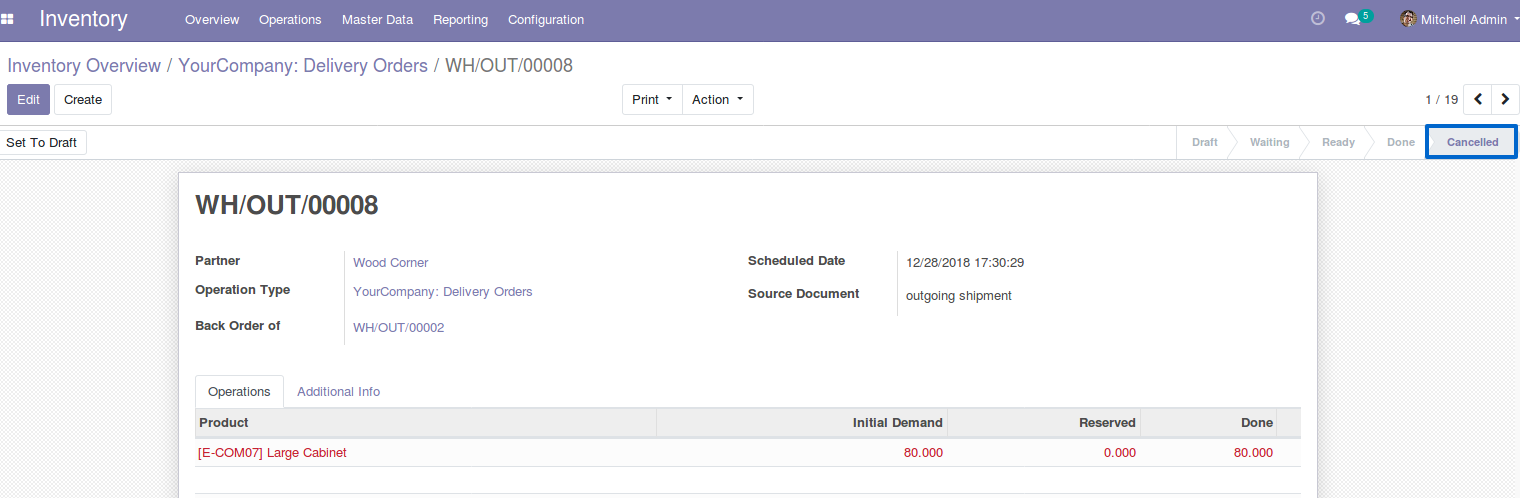 Inventory Overview Operations Master Data Reporting Configuration 5 Mitchell Admin
Inventory Overview / YourCompany: Delivery Orders / WH/OUT/00008
Edit Create Print Action 1 / 19
Set To Draft Draft Waiting Ready Done Cancelled
WH/OUT/00008
Partner Wood Corner Scheduled Date 12/28/2018 17:30:29
Operation Type YourCompany: Delivery Orders Source Document outgoing shipment
Back Order of WH/OUT/00002
Operations Additional Info
Product Initial Demand Reserved Done
[E-COM07] Large Cabinet 80.000 0.000 80.000